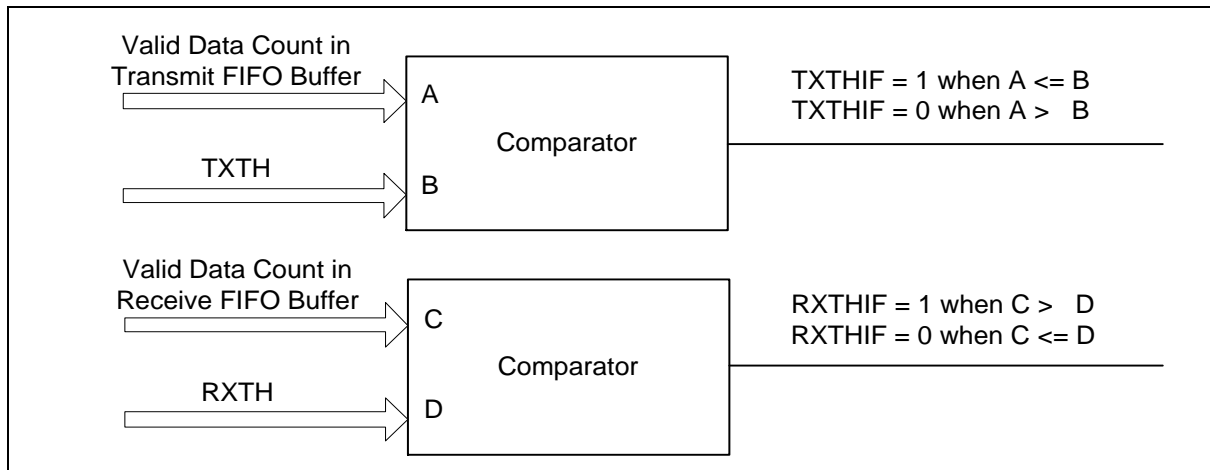 Valid Data Count in
Transmit FIFO Buffer
A
TXTH
B
Comparator
TXTHIF = 1 when A <= B
TXTHIF = 0 when A > B
Valid Data Count in
Receive FIFO Buffer
C
RXTH
D
Comparator
RXTHIF = 1 when C > D
RXTHIF = 0 when C <= D